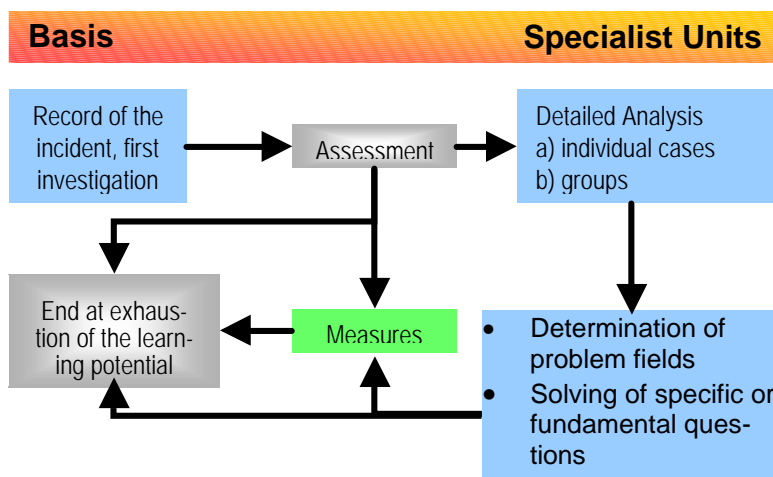 Basis
Specialist Units
Record of the
incident, first
investigation
Assessment
Detailed Analysis
a) individual cases
b) groups
End at exhaus-
tion of the learn-
ing potential
Measures
• Determination of
problem fields
• Solving of specific or
fundamental ques-
tions